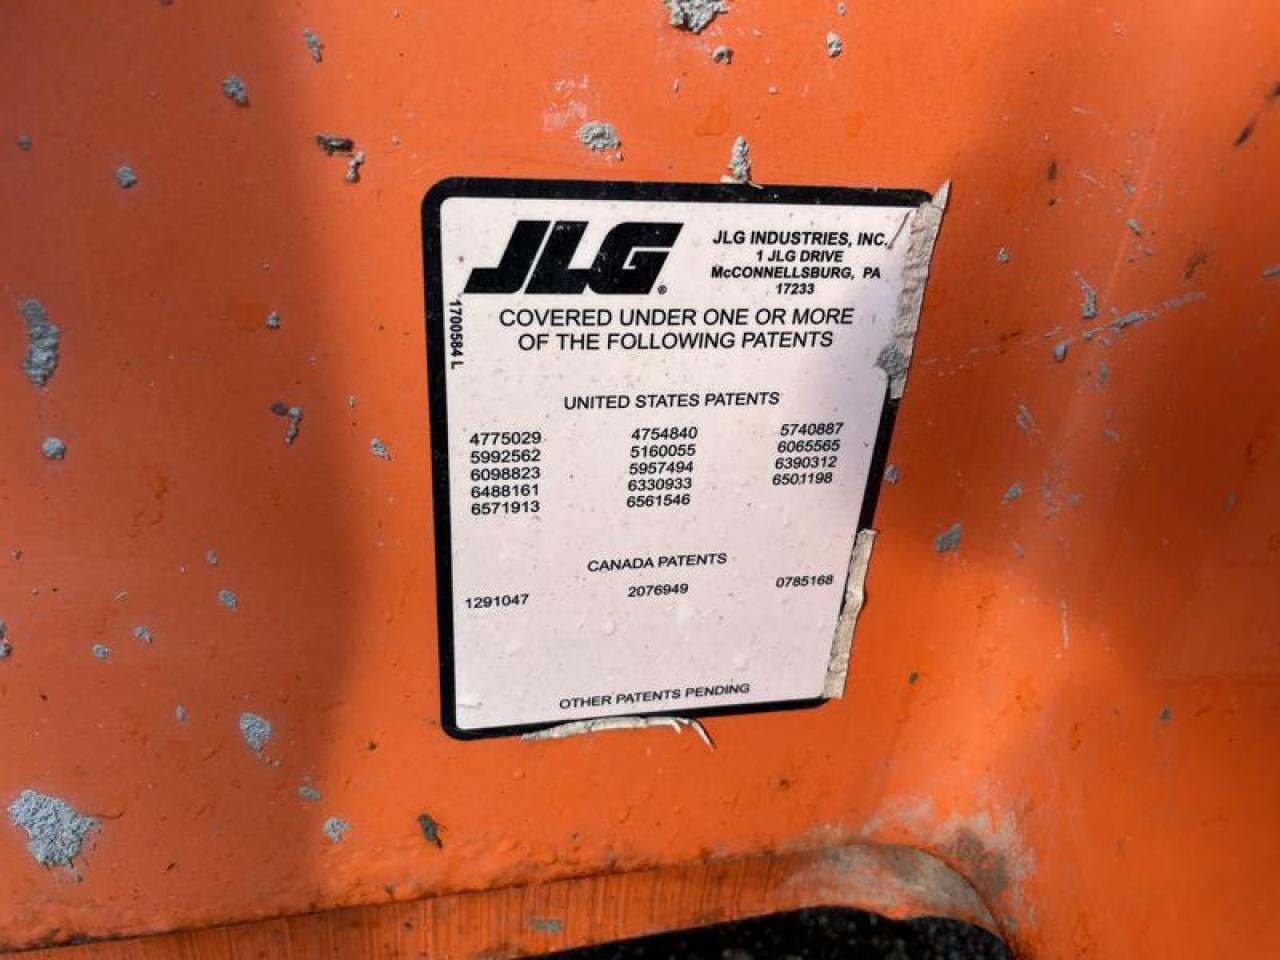 JLG®
JLG INDUSTRIES, INC.
1 JLG DRIVE
McCONNELLSBURG, PA
17233
1700584 L
COVERED UNDER ONE OR MORE
OF THE FOLLOWING PATENTS
UNITED STATES PATENTS
4775029 4754840 5740887
5992562 5160055 6065565
6098823 5957494 6390312
6488161 6330933 6501198
6571913 6561546
CANADA PATENTS
1291047 2076949 0785168
OTHER PATENTS PENDING